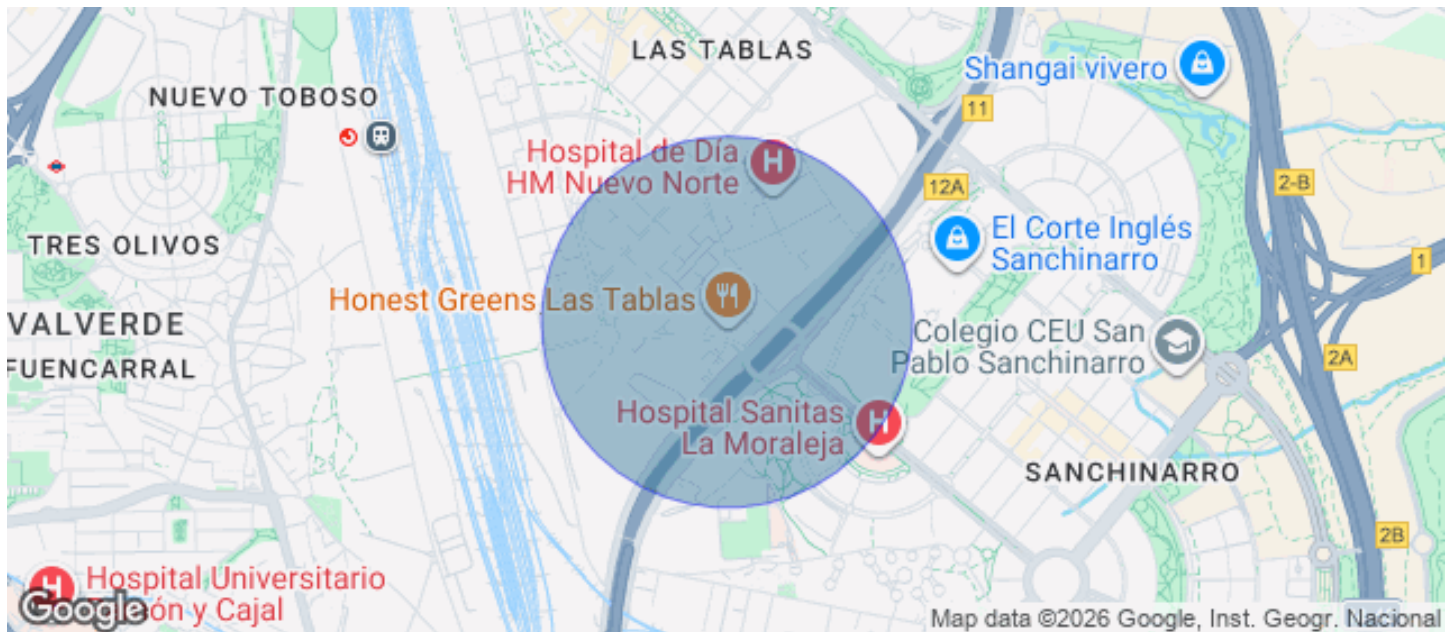 LAS TABLAS
Shangai vivero
NUEVO TOBOSO
11
Hospital de Día
HM Nuevo Norte
12A
2-B
El Corte Inglés
Sanchinarro
TRES OLIVOS
1
Honest Greens Las Tablas
VALVERDE
Colegio CEU San
Pablo Sanchinarro
2A
FUENCARRAL
Hospital Sanitas
La Moraleja
SANCHINARRO
2B
Hospital Universitario
y Cajal
Google
Map data ©2026 Google, Inst. Geogr. Nacional